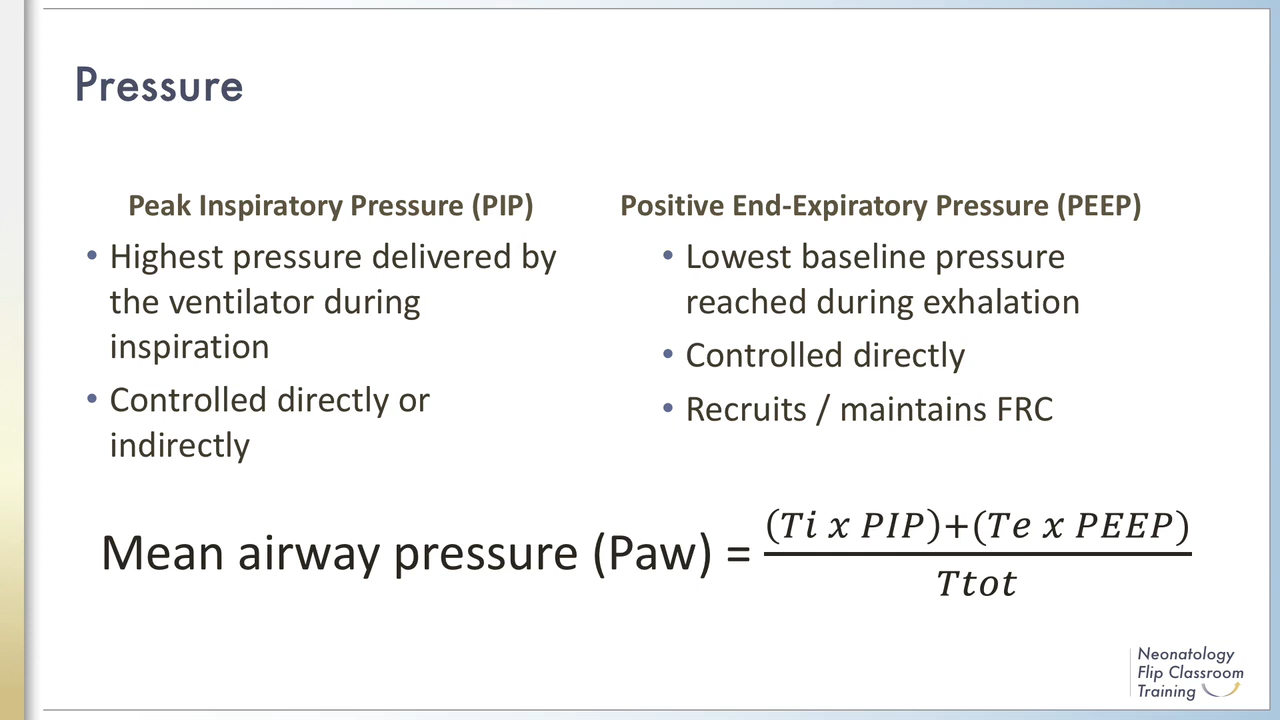 Pressure
Peak Inspiratory Pressure (PIP)
• Highest pressure delivered by
the ventilator during
inspiration
• Controlled directly or
indirectly
Positive End-Expiratory Pressure (PEEP)
• Lowest baseline pressure
reached during exhalation
• Controlled directly
• Recruits / maintains FRC
Mean airway pressure (Paw) = (Ti x PIP)+(Te x PEEP)
Ttot
Neonatology
Flip Classroom
Training